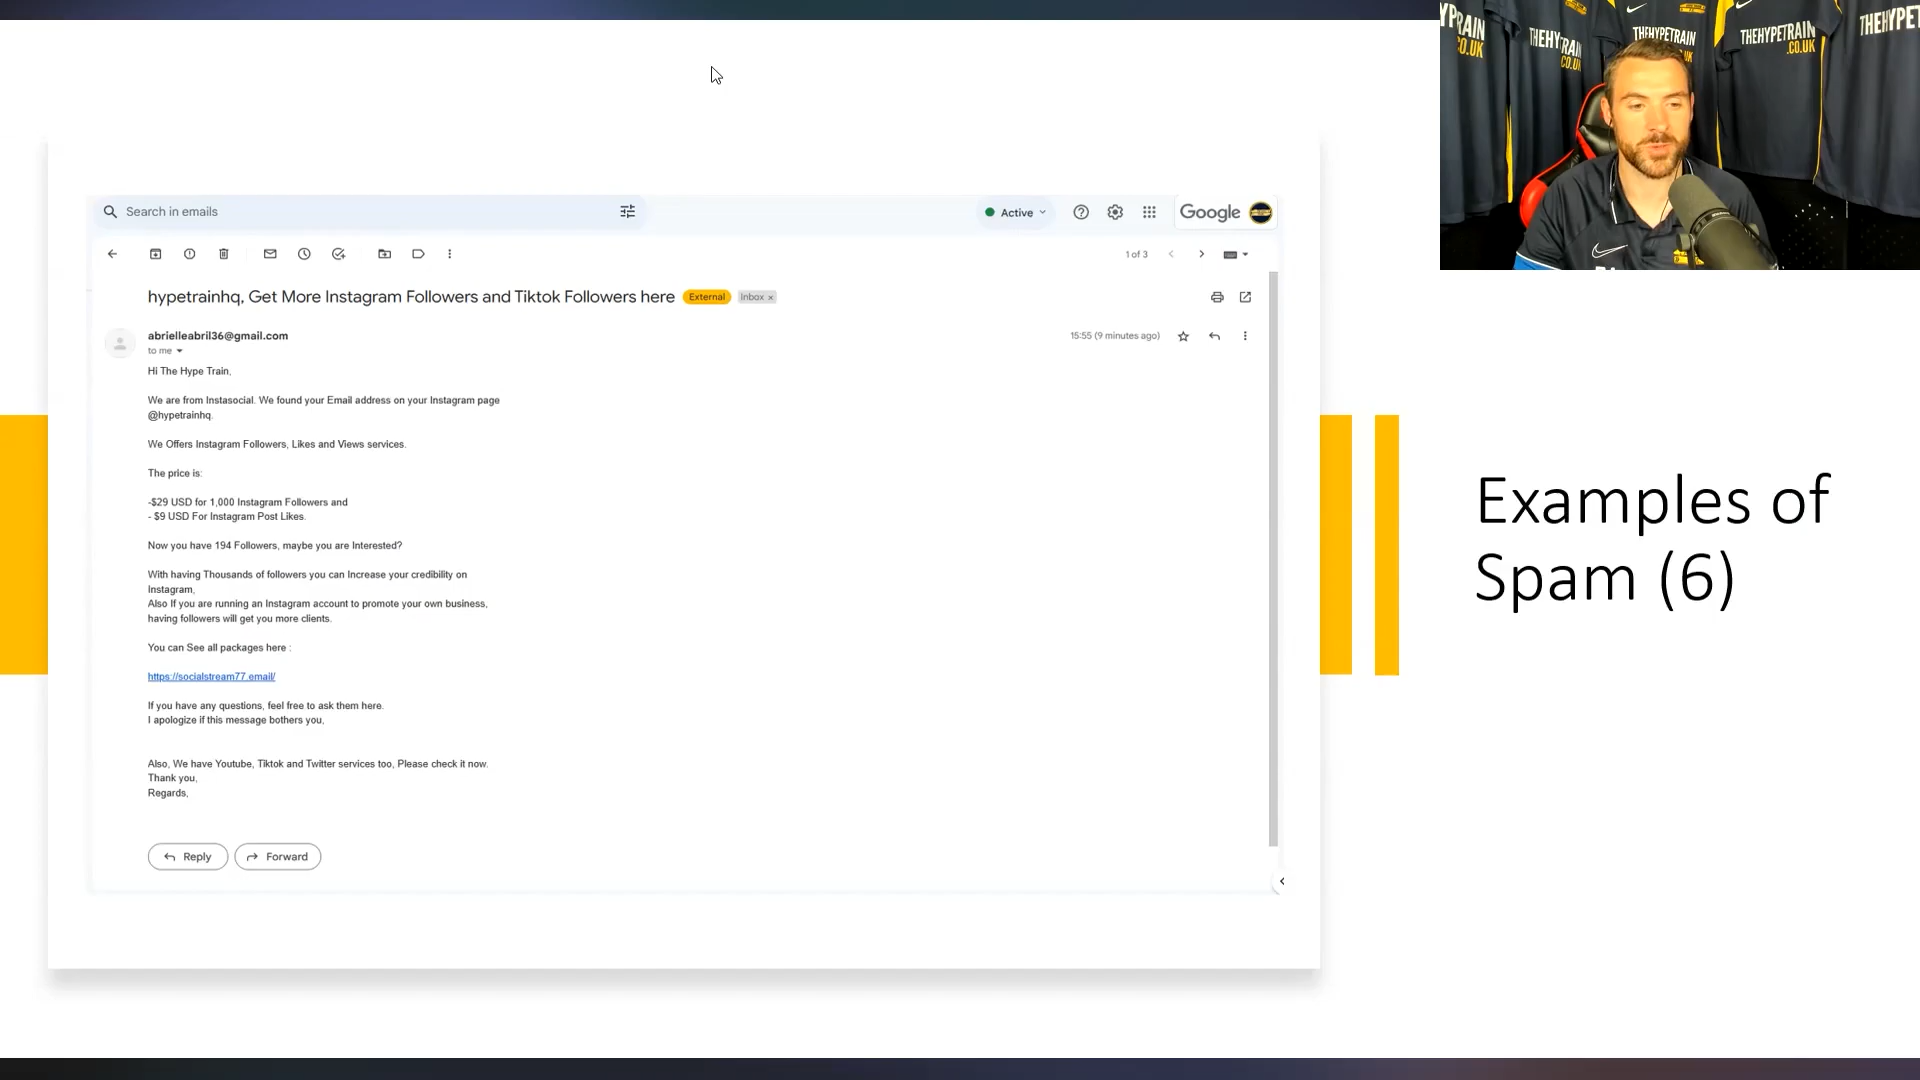 Search in emails
Active
Google
1 of 3
hypetrainhq, Get More Instagram Followers and Tiktok Followers here External Inbox x
abrielleabril36@gmail.com
15:55 (9 minutes ago)
to me
Hi The Hype Train,
We are from Instasocial. We found your Email address on your Instagram page
@hypetrainhq.
We Offers Instagram Followers, Likes and Views services.
The price is:
-$29 USD for 1,000 Instagram Followers and
- $9 USD For Instagram Post Likes.
Now you have 194 Followers, maybe you are Interested?
With having Thousands of followers you can Increase your credibility on
Instagram,
Also If you are running an Instagram account to promote your own business,
having followers will get you more clients.
You can See all packages here :
https://socialstream77.email/
If you have any questions, feel free to ask them here.
I apologize if this message bothers you,
Also, We have Youtube, Tiktok and Twitter services too, Please check it now.
Thank you,
Regards,
Reply
Forward
Examples of
Spam (6)
THEHYPETRAIN
.CO.UK
THEHYPETRAIN
.CO.UK